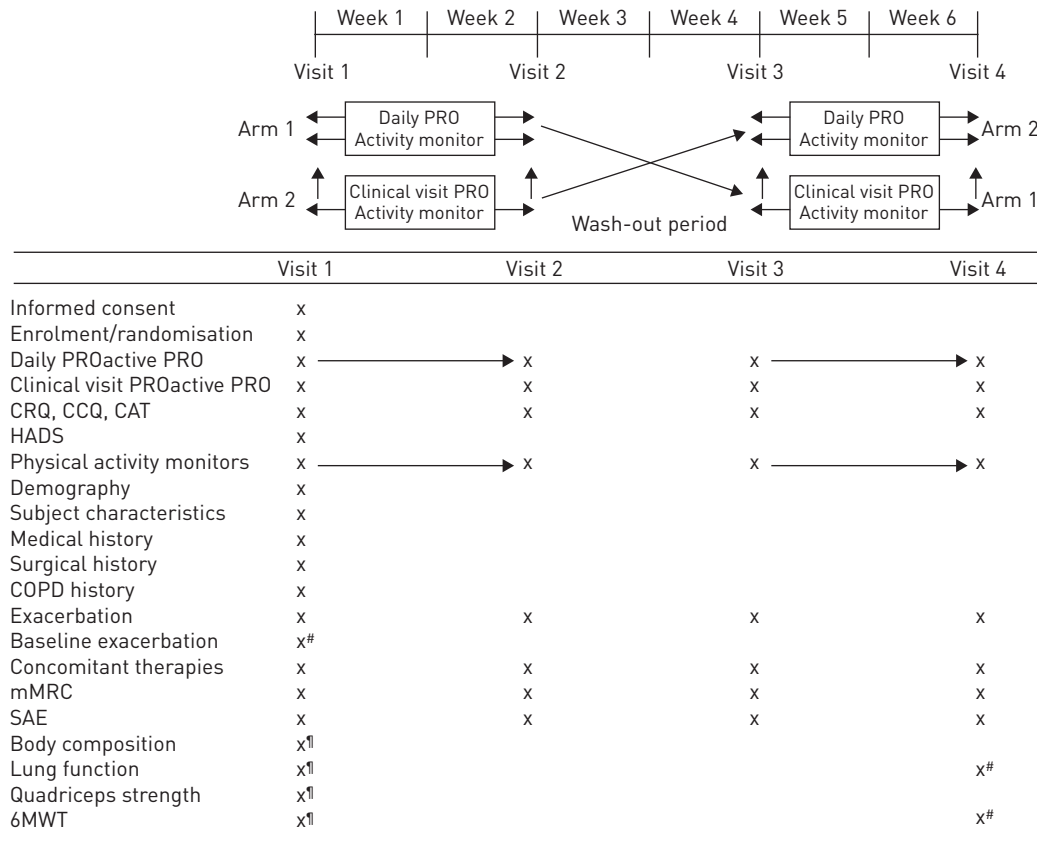 Week 1 Week 2 Week 3 Week 4 Week 5 Week 6
Visit 1 Visit 2 Visit 3 Visit 4
Arm 1 Daily PRO Daily PRO Arm 2
Activity monitor Activity monitor
Arm 2 Clinical visit PRO Clinical visit PRO Arm 1
Activity monitor Activity monitor
Wash-out period
Visit 1 Visit 2 Visit 3 Visit 4
Informed consent x
Enrolment/randomisation x
Daily PROactive PRO x x x x
Clinical visit PROactive PRO x x x x
CRQ, CCQ, CAT x x x x
HADS x
Physical activity monitors x x x x
Demography x
Subject characteristics x
Medical history x
Surgical history x
COPD history x
Exacerbation x x x x
Baseline exacerbation x#
Concomitant therapies x x x x
mMRC x x x x
SAE x x x x
Body composition x¶
Lung function x¶ x#
Quadriceps strength x¶
6MWT x¶ x#